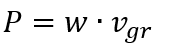 P = w · v_gr